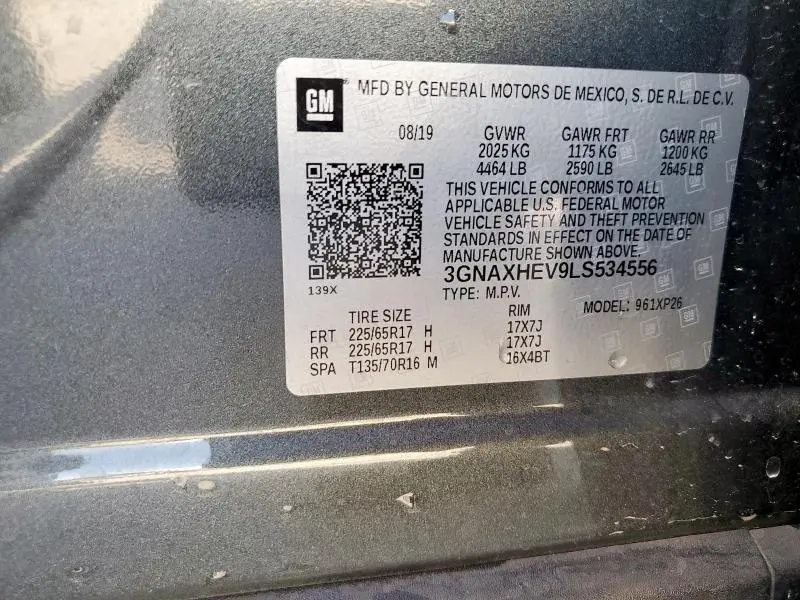 GM MFD BY GENERAL MOTORS DE MEXICO, S. DE R.L. DE C.V.
08/19 GVWR GAWR FRT GAWR RR
2025 KG 1175 KG 1200 KG
4464 LB 2590 LB 2645 LB
THIS VEHICLE CONFORMS TO ALL
APPLICABLE U.S. FEDERAL MOTOR
VEHICLE SAFETY AND THEFT PREVENTION
STANDARDS IN EFFECT ON THE DATE OF
MANUFACTURE SHOWN ABOVE.
3GNAXHEV9LS534556
139X
TYPE: M.P.V. MODEL: 961XP26
TIRE SIZE RIM
FRT 225/65R17 H 17X7J
RR 225/65R17 H 17X7J
SPA T135/70R16 M 16X4BT